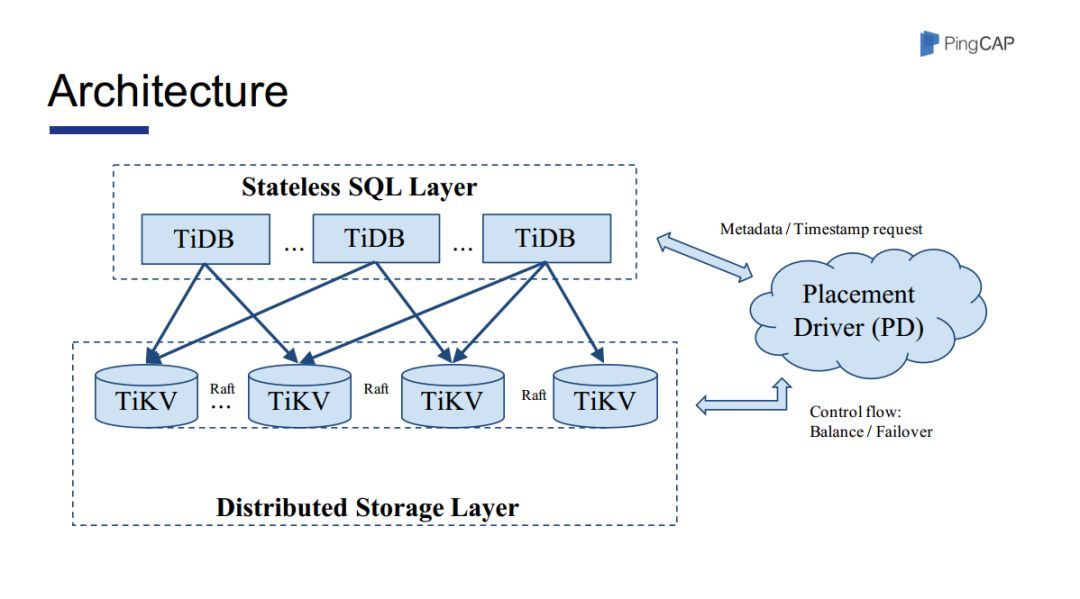 PingCAP
Architecture
Stateless SQL Layer
TiDB ... TiDB ... TiDB
Metadata / Timestamp request
Placement
Driver (PD)
TiKV Raft ... TiKV Raft TiKV Raft TiKV
Control flow:
Balance / Failover
Distributed Storage Layer